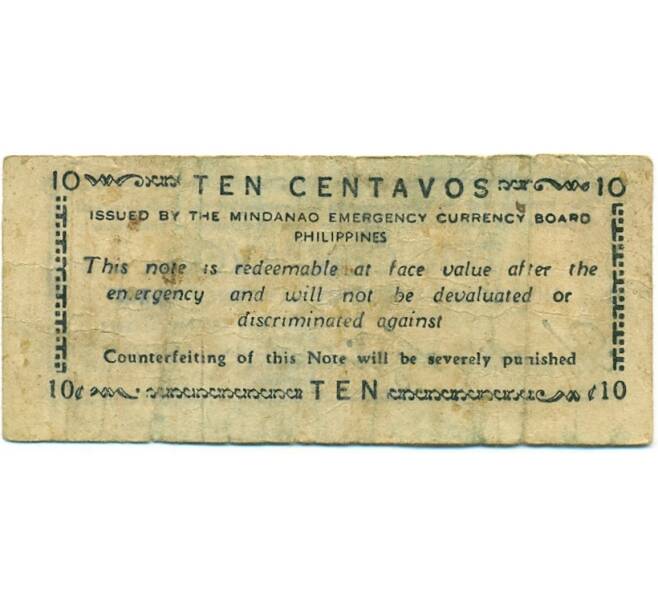 10 TEN CENTAVOS 10
ISSUED BY THE MINDANAO EMERGENCY CURRENCY BOARD
PHILIPPINES
This note is redeemable at face value after the
emergency and will not be devaluated or
discriminated against
Counterfeiting of this Note will be severely punished
10¢ TEN ¢10